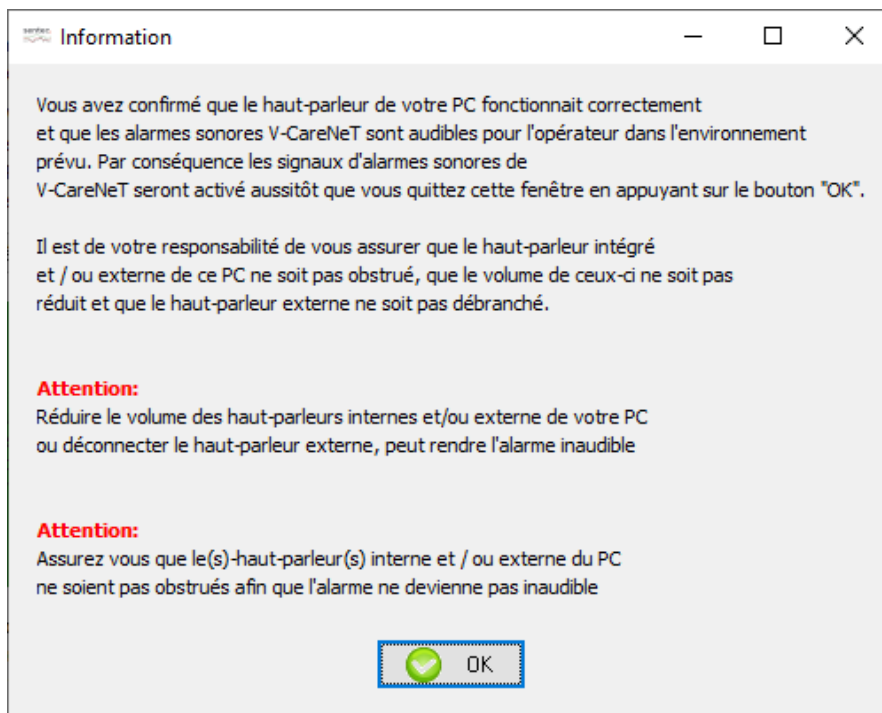 sentec
Information
Vous avez confirmé que le haut-parleur de votre PC fonctionnait correctement
et que les alarmes sonores V-CareNeT sont audibles pour l'opérateur dans l'environnement
prévu. Par conséquence les signaux d'alarmes sonores de
V-CareNeT seront activé aussitôt que vous quittez cette fenêtre en appuyant sur le bouton "OK".
Il est de votre responsabilité de vous assurer que le haut-parleur intégré
et / ou externe de ce PC ne soit pas obstrué, que le volume de ceux-ci ne soit pas
réduit et que le haut-parleur externe ne soit pas débranché.
Attention:
Réduire le volume des haut-parleurs internes et/ou externe de votre PC
ou déconnecter le haut-parleur externe, peut rendre l'alarme inaudible
Attention:
Assurez vous que le(s)-haut-parleur(s) interne et / ou externe du PC
ne soient pas obstrués afin que l'alarme ne devienne pas inaudible
OK